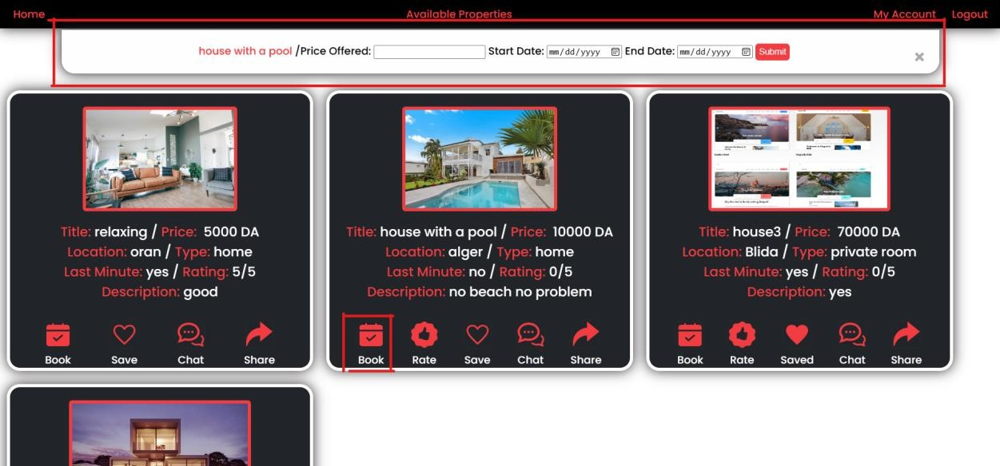 Home Available Properties My Account Logout
house with a pool /Price Offered: Start Date: mm/dd/yyyy End Date: mm/dd/yyyy Submit ×
Title: relaxing / Price: 5000 DA
Location: oran / Type: home
Last Minute: yes / Rating: 5/5
Description: good
Book Save Chat Share
Title: house with a pool / Price: 10000 DA
Location: alger / Type: home
Last Minute: no / Rating: 0/5
Description: no beach no problem
Book Rate Save Chat Share
Title: house3 / Price: 70000 DA
Location: Blida / Type: private room
Last Minute: yes / Rating: 0/5
Description: yes
Book Rate Saved Chat Share